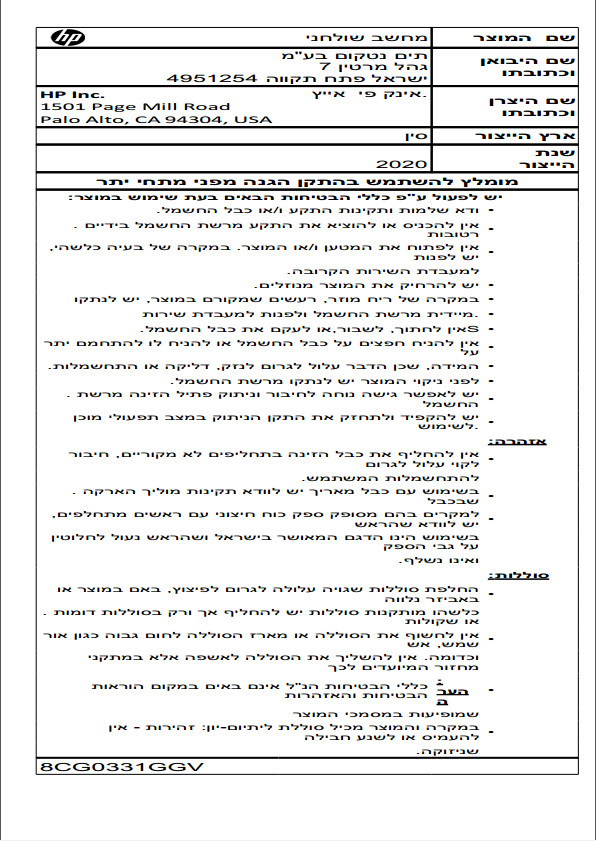 hp
שם המוצר
מחשב שולחני
שם היבואן
וכתובתו
תים נטקום בע"מ
גהל מרטין 7
ישראל פתח תקווה 4951254
שם היצרן
וכתובתו
.אינק פי אייץ
HP Inc.
1501 Page Mill Road
Palo Alto, CA 94304, USA
ארץ הייצור
סין
שנת
הייצור
2020
מומלץ להשתמש בהתקן הגנה מפני מתחי יתר
יש לפעול ע"פ כללי הבטיחות הבאים בעת שימוש במוצר:
- ודא שלמות ותקינות התקע ו/או כבל החשמל.
- אין להכניס או להוציא את התקע מרשת החשמל בידיים .
רטובות
- אין לפתוח את המטען ו/או המוצר. במקרה של בעיה כלשהי,
יש לפנות
למעבדת השירות הקרובה.
- יש להרחיק את המוצר מנוזלים.
- במקרה של ריח מוזר, רעשים שמקורם במוצר, יש לנתקו
- .מיידית מרשת החשמל ולפנות למעבדת שירות
- Sאין לחתוך, לשבור,או לעקם את כבל החשמל.
- אין להניח חפצים על כבל החשמל או להניח לו להתחמם יתר
על
- המידה, שכן הדבר עלול לגרום לנזק, דליקה או התחשמלות.
- לפני ניקוי המוצר יש לנתקו מרשת החשמל.
- יש לאפשר גישה נוחה לחיבור וניתוק פתיל הזינה מרשת .
החשמל
- יש להקפיד ולתחזק את התקן הניתוק במצב תפעולי מוכן
.לשימוש
אזהרה:
- אין להחליף את כבל הזינה בתחליפים לא מקוריים, חיבור
לקוי עלול לגרום
להתחשמלות המשתמש.
- בשימוש עם כבל מאריך יש לוודא תקינות מוליך הארקה .
שבכבל
- למקרים בהם מסופק ספק כוח חיצוני עם ראשים מתחלפים,
יש לוודא שהראש
בשימוש הינו הדגם המאושר בישראל ושהראש נעול לחלוטין
על גבי הספק
ואינו נשלף.
סוללות:
- החלפת סוללות שגויה עלולה לגרום לפיצוץ, באם במוצר או
באביזר נלווה
כלשהו מותקנות סוללות יש להחליף אך ורק בסוללות דומות .
או שקולות
- אין לחשוף את הסוללה או מארז הסוללה לחום גבוה כגון אור
שמש, אש
וכדומה. אין להשליך את הסוללה לאשפה אלא במתקני
מחזור המיועדים לכך
- :
הער
ה
כללי הבטיחות הנ"ל אינם באים במקום הוראות
הבטיחות והאזהרות
שמופיעות במסמכי המוצר
- במקרה והמוצר מכיל סוללת ליתיום-יון: זהירות - אין
להעמיס או לשנע חבילה
שניזוקה.
8CG0331GGV